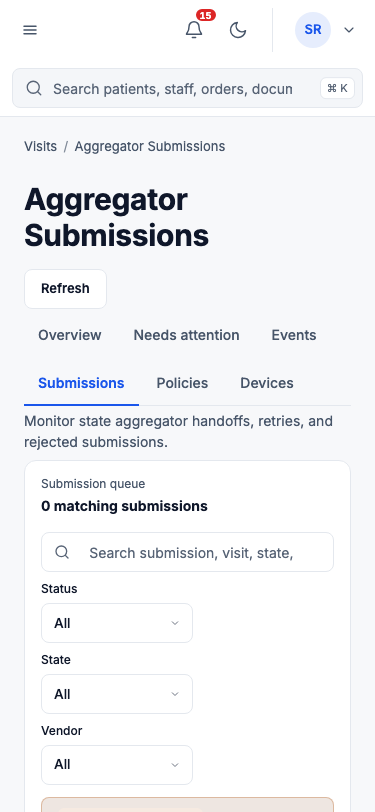 15
SR
Search patients, staff, orders, docun
⌘ K
Visits / Aggregator Submissions
Aggregator
Submissions
Refresh
Overview Needs attention Events
Submissions Policies Devices
Monitor state aggregator handoffs, retries, and
rejected submissions.
Submission queue
0 matching submissions
Search submission, visit, state,
Status
All
State
All
Vendor
All